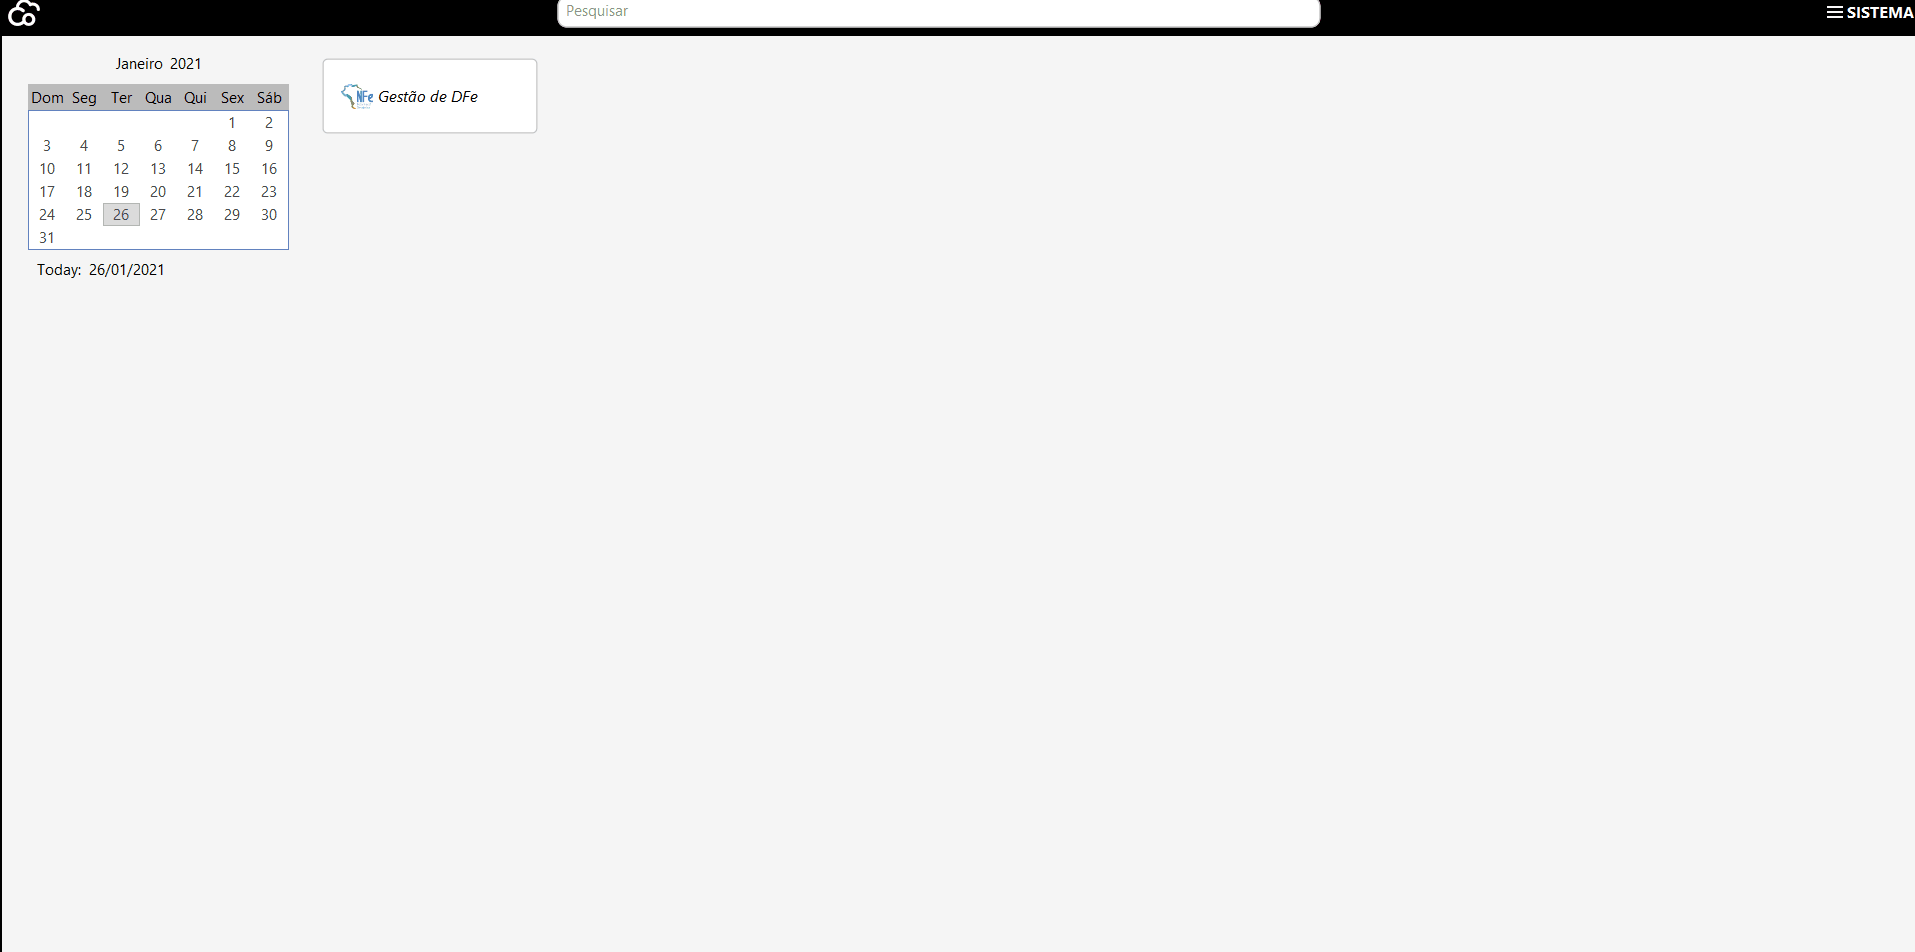 Pesquisar
SISTEMA
Janeiro 2021
Dom Seg Ter Qua Qui Sex Sáb
1 2
3 4 5 6 7 8 9
10 11 12 13 14 15 16
17 18 19 20 21 22 23
24 25 26 27 28 29 30
31
Today: 26/01/2021
NFe Gestão de DFe